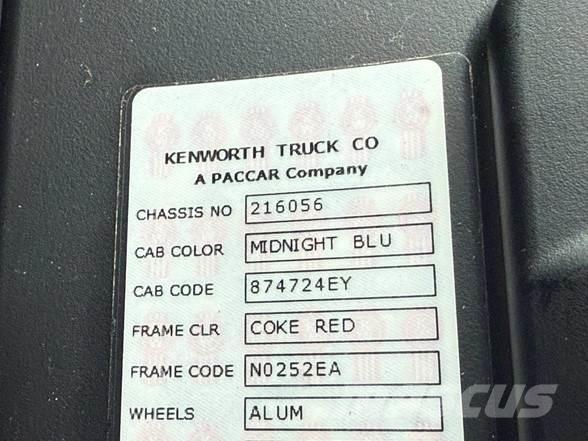 KENWORTH TRUCK CO
A PACCAR Company
CHASSIS NO 216056
CAB COLOR MIDNIGHT BLU
CAB CODE 874724EY
FRAME CLR COKE RED
FRAME CODE N0252EA
WHEELS ALUM